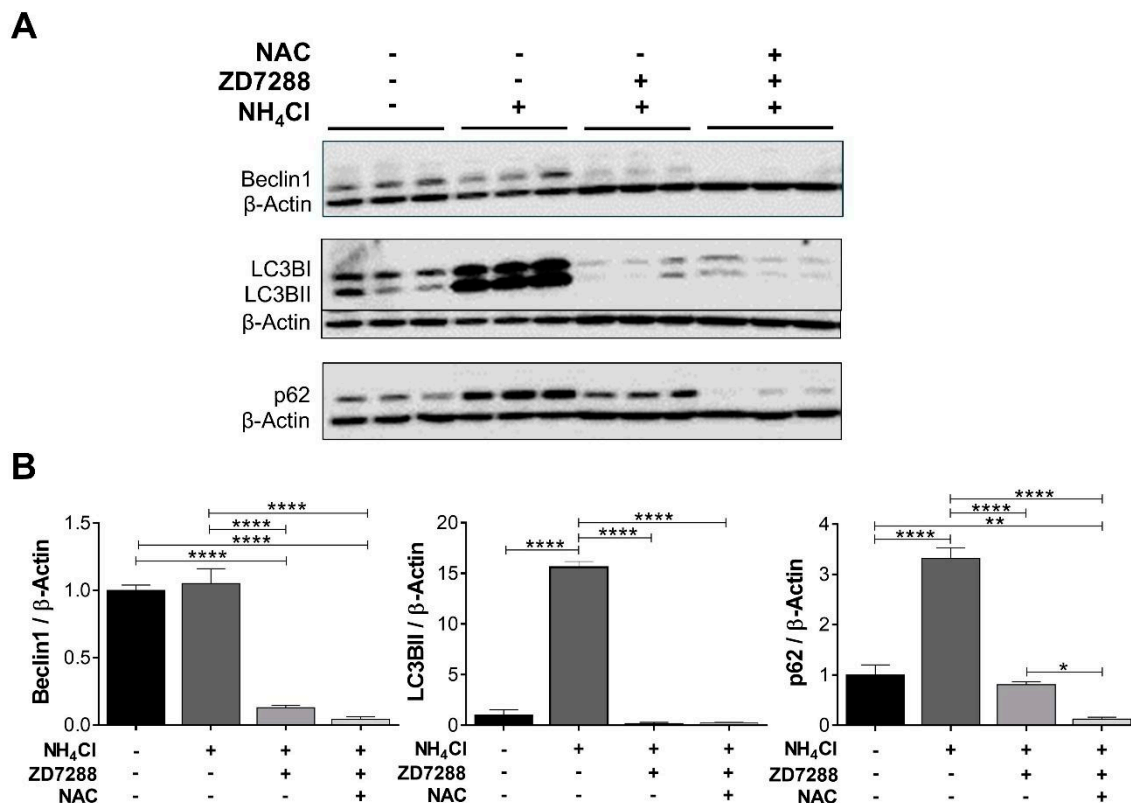 A
NAC - - - +
ZD7288 - - + +
NH₄Cl - + + +
Beclin1
β-Actin
LC3BI
LC3BII
β-Actin
p62
β-Actin
B
Beclin1 / β-Actin
1.5
1.0
0.5
0.0
****
****
****
****
NH₄Cl - + + +
ZD7288 - - + +
NAC - - - +
LC3BII / β-Actin
20
15
10
5
0
****
****
****
NH₄Cl - + + +
ZD7288 - - + +
NAC - - - +
p62 / β-Actin
4
3
2
1
0
****
****
**
****
*
NH₄Cl - + + +
ZD7288 - - + +
NAC - - - +